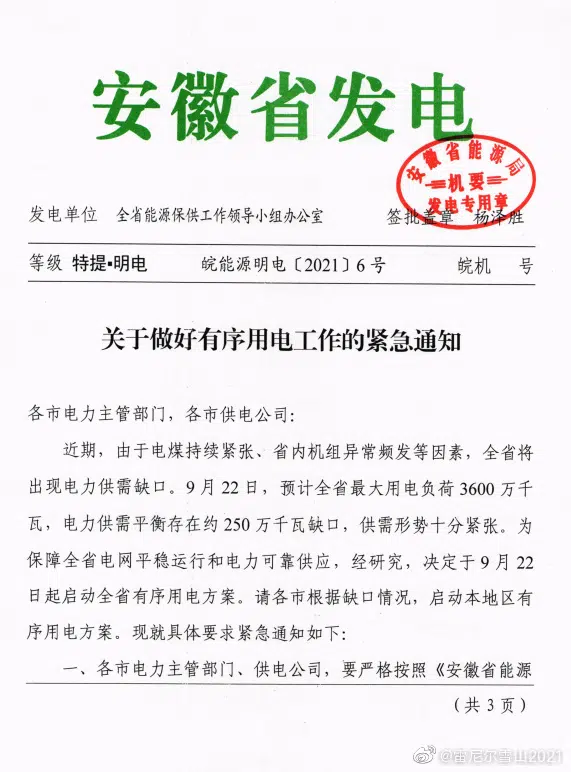 安徽省发电
安徽省能源局
机要
发电专用章
发电单位 全省能源保供工作领导小组办公室 签批盖章 杨泽胜
等级 特提·明电 皖能源明电〔2021〕6号 皖机 号
关于做好有序用电工作的紧急通知
各市电力主管部门，各市供电公司：
近期，由于电煤持续紧张、省内机组异常频发等因素，全省将
出现电力供需缺口。9月22日，预计全省最大用电负荷3600万千
瓦，电力供需平衡存在约250万千瓦缺口，供需形势十分紧张。为
保障全省电网平稳运行和电力可靠供应，经研究，决定于9月22
日起启动全省有序用电方案。请各市根据缺口情况，启动本地区有
序用电方案。现就具体要求紧急通知如下：
一、各市电力主管部门、供电公司，要严格按照《安徽省能源
（共3页）
@雷尼尔雪山2021